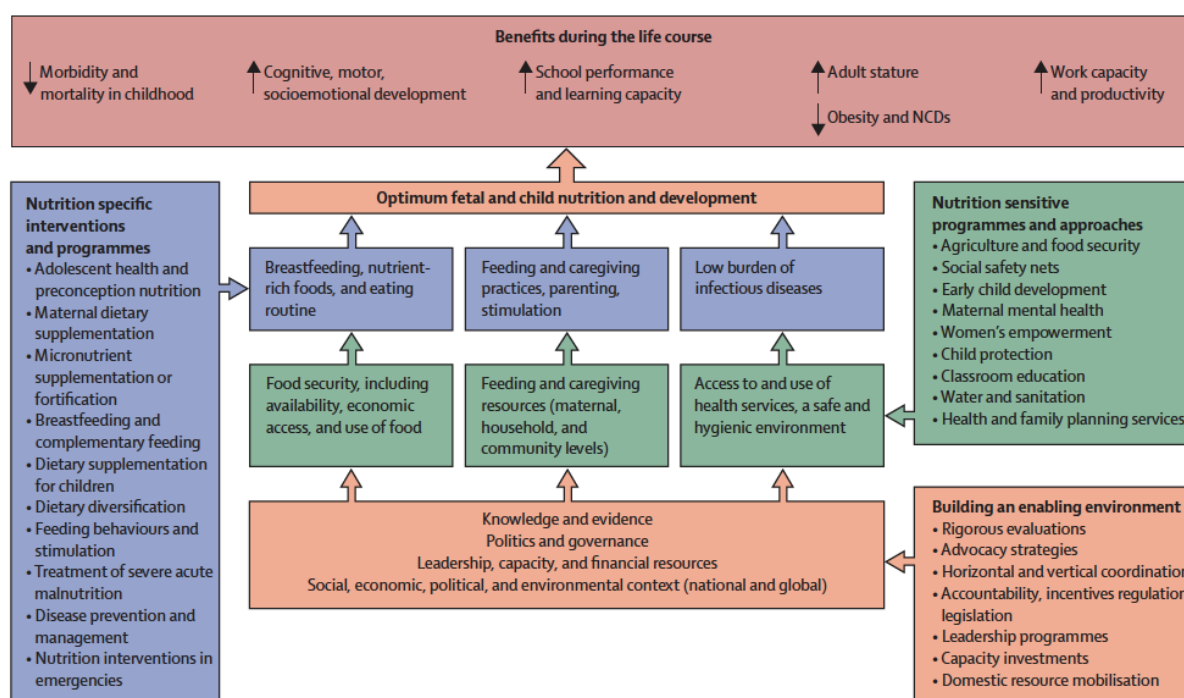 Benefits during the life course
Morbidity and
mortality in childhood
Cognitive, motor,
socioemotional development
School performance
and learning capacity
Adult stature
Obesity and NCDs
Work capacity
and productivity
Nutrition specific
interventions
and programmes
• Adolescent health and
preconception nutrition
• Maternal dietary
supplementation
• Micronutrient
supplementation or
fortification
• Breastfeeding and
complementary feeding
• Dietary supplementation
for children
• Dietary diversification
• Feeding behaviours and
stimulation
• Treatment of severe acute
malnutrition
• Disease prevention and
management
• Nutrition interventions in
emergencies
Optimum fetal and child nutrition and development
Breastfeeding, nutrient-
rich foods, and eating
routine
Feeding and caregiving
practices, parenting,
stimulation
Low burden of
infectious diseases
Food security, including
availability, economic
access, and use of food
Feeding and caregiving
resources (maternal,
household, and
community levels)
Access to and use of
health services, a safe and
hygienic environment
Knowledge and evidence
Politics and governance
Leadership, capacity, and financial resources
Social, economic, political, and environmental context (national and global)
Nutrition sensitive
programmes and approaches
• Agriculture and food security
• Social safety nets
• Early child development
• Maternal mental health
• Women's empowerment
• Child protection
• Classroom education
• Water and sanitation
• Health and family planning services
Building an enabling environment
• Rigorous evaluations
• Advocacy strategies
• Horizontal and vertical coordination
• Accountability, incentives regulation
legislation
• Leadership programmes
• Capacity investments
• Domestic resource mobilisation